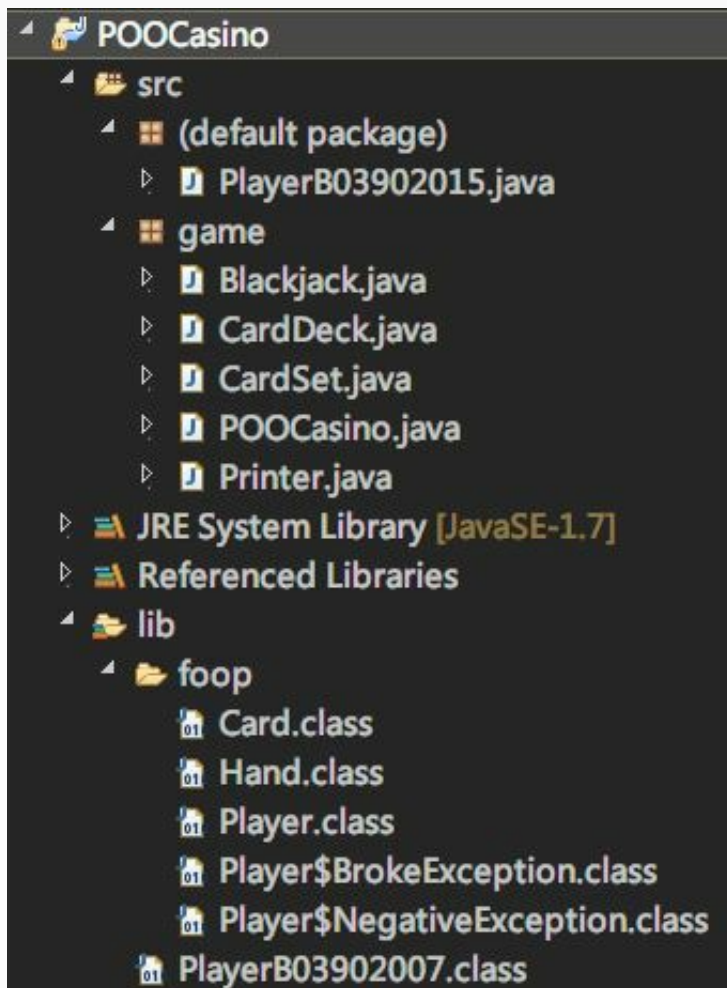 POOCasino
src
(default package)
PlayerB03902015.java
game
Blackjack.java
CardDeck.java
CardSet.java
POOCasino.java
Printer.java
JRE System Library [JavaSE-1.7]
Referenced Libraries
lib
foop
Card.class
Hand.class
Player.class
Player$BrokeException.class
Player$NegativeException.class
PlayerB03902007.class